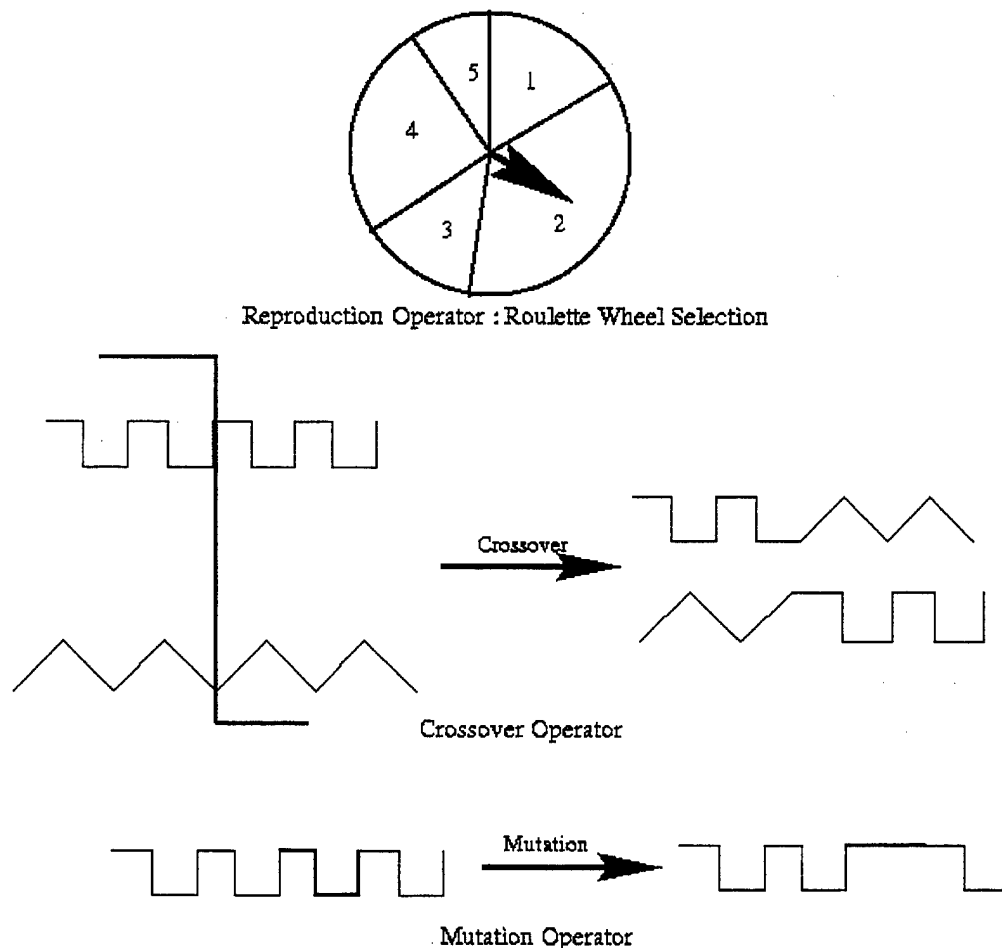 5
1
4
3
2
Reproduction Operator : Roulette Wheel Selection
Crossover
Crossover Operator
Mutation
Mutation Operator